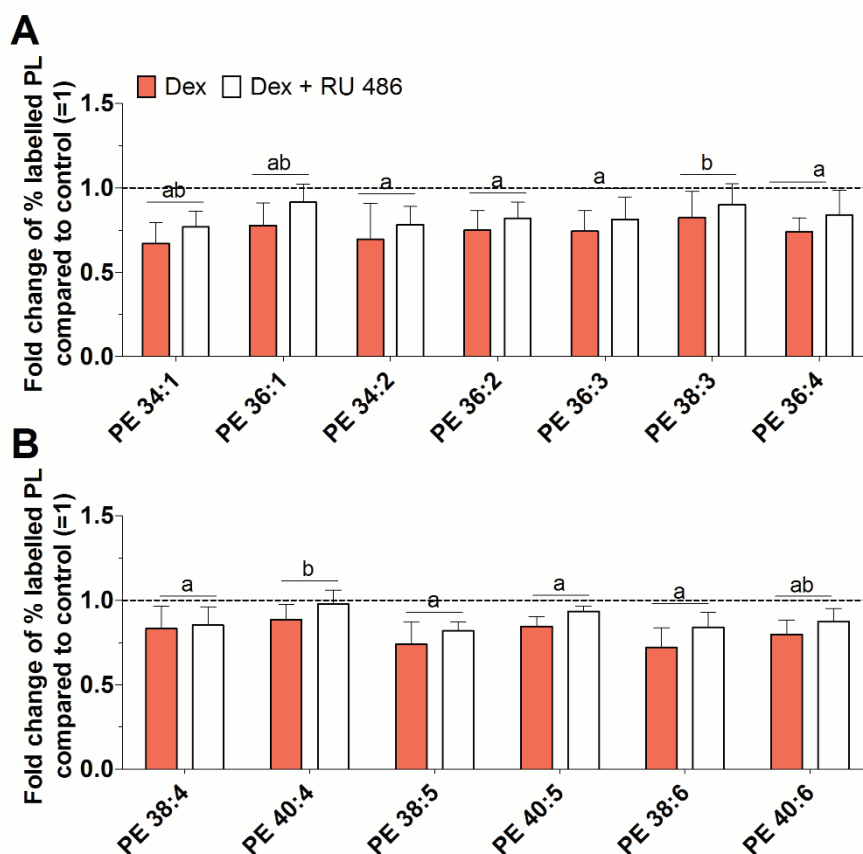 A
Dex Dex + RU 486
Fold change of % labelled PL
compared to control (=1)
1.5
1.0
0.5
0.0
ab ab a a a b a
PE 34:1 PE 36:1 PE 34:2 PE 36:2 PE 36:3 PE 38:3 PE 36:4
B
Fold change of % labelled PL
compared to control (=1)
1.5
1.0
0.5
0.0
a b a a a ab
PE 38:4 PE 40:4 PE 38:5 PE 40:5 PE 38:6 PE 40:6